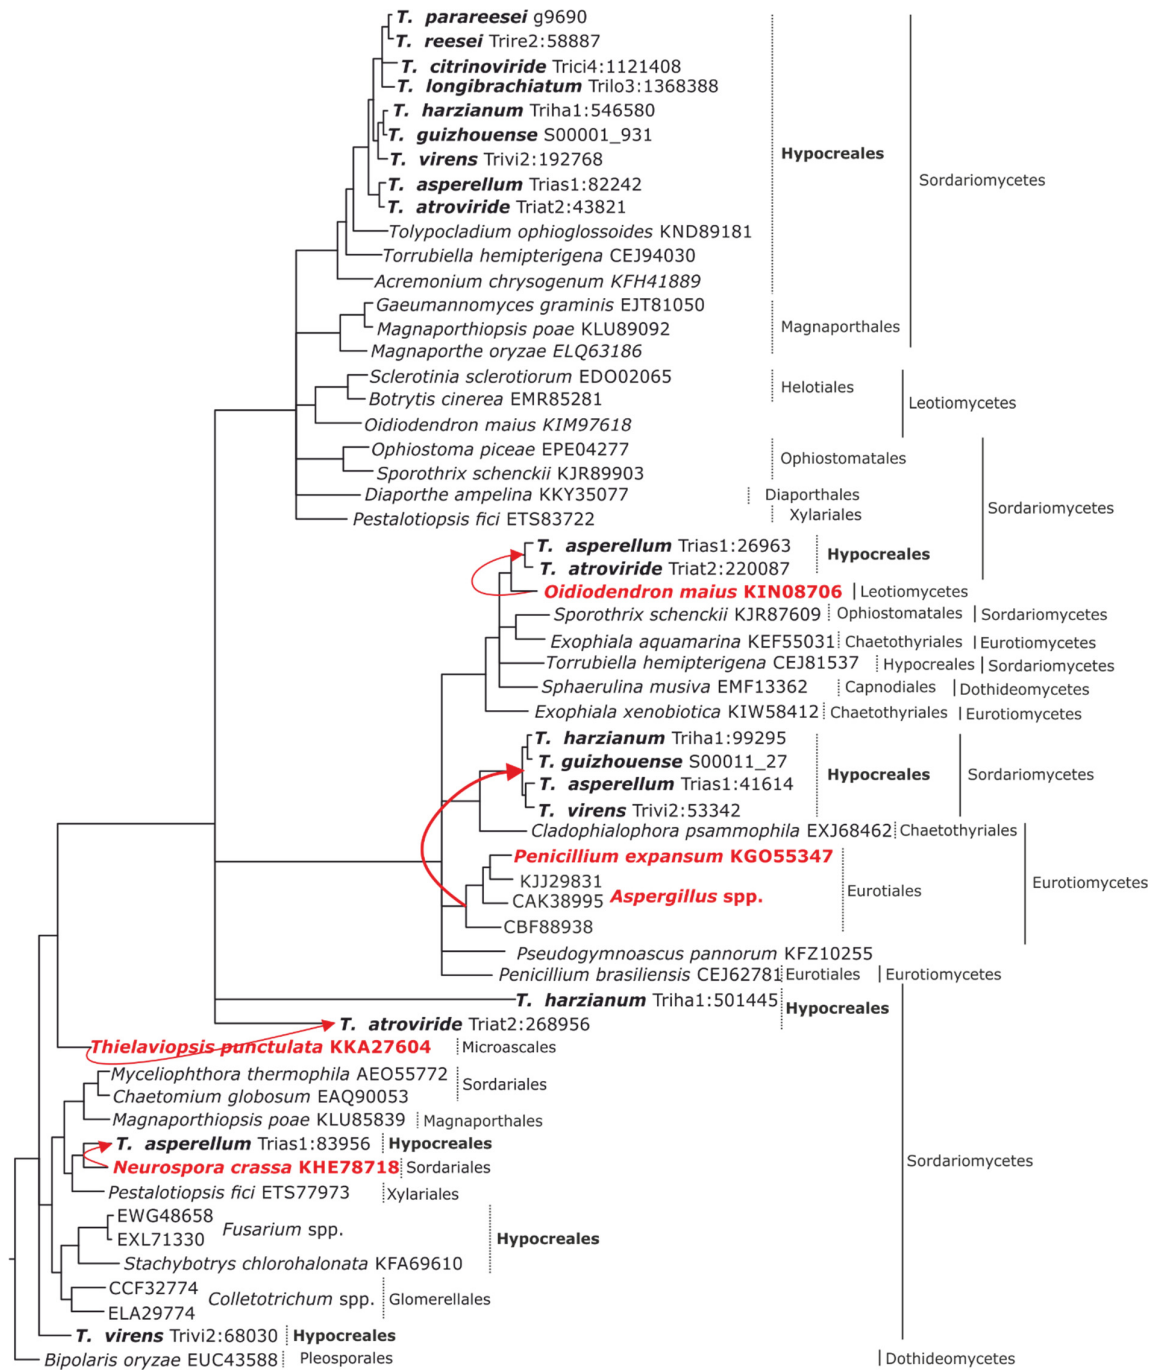 T. parareesei g9690
T. reesei Trire2:58887
T. citrinoviride Trici4:1121408
T. longibrachiatum Trilo3:1368388
T. harzianum Triha1:546580
T. guizhouense S00001_931
T. virens Trivi2:192768
Hypocreales
T. asperellum Trias1:82242
Sordariomycetes
T. atroviride Triat2:43821
Tolypocladium ophioglossoides KND89181
Torrubiella hemipterigena CEJ94030
Acremonium chrysogenum KFH41889
Gaeumannomyces graminis EJT81050
Magnaporthiopsis poae KLU89092
Magnaporthales
Magnaporthe oryzae ELQ63186
Sclerotinia sclerotiorum EDO02065
Helotiales
Botrytis cinerea EMR85281
Leotiomycetes
Oidiodendron maius KIM97618
Ophiostoma piceae EPE04277
Ophiostomatales
Sporothrix schenckii KJR89903
Diaporthe ampelina KKY35077 Diaporthales
Sordariomycetes
Pestalotiopsis fici ETS83722 Xylariales
T. asperellum Trias1:26963
Hypocreales
T. atroviride Triat2:220087
Oidiodendron maius KIN08706 Leotiomycetes
Sporothrix schenckii KJR87609 Ophiostomatales Sordariomycetes
Exophiala aquamarina KEF55031 Chaetothyriales Eurotiomycetes
Torrubiella hemipterigena CEJ81537 Hypocreales Sordariomycetes
Sphaerulina musiva EMF13362 Capnodiales Dothideomycetes
Exophiala xenobiotica KIW58412 Chaetothyriales Eurotiomycetes
T. harzianum Triha1:99295
T. guizhouense S00011_27
Hypocreales Sordariomycetes
T. asperellum Trias1:41614
T. virens Trivi2:53342
Cladophialophora psammophila EXJ68462 Chaetothyriales
Penicillium expansum KGO55347
KJJ29831
Eurotiales Eurotiomycetes
CAK38995 Aspergillus spp.
CBF88938
Pseudogymnoascus pannorum KFZ10255
Penicillium brasiliensis CEJ62781 Eurotiales Eurotiomycetes
T. harzianum Triha1:501445
Hypocreales
T. atroviride Triat2:268956
Thielaviopsis punctulata KKA27604 Microascales
Myceliophthora thermophila AEO55772
Sordariales
Chaetomium globosum EAQ90053
Magnaporthiopsis poae KLU85839 Magnaporthales
T. asperellum Trias1:83956 Hypocreales
Sordariomycetes
Neurospora crassa KHE78718 Sordariales
Pestalotiopsis fici ETS77973 Xylariales
EWG48658
Fusarium spp.
EXL71330
Hypocreales
Stachybotrys chlorohalonata KFA69610
CCF32774
Colletotrichum spp. Glomerellales
ELA29774
T. virens Trivi2:68030 Hypocreales
Bipolaris oryzae EUC43588 Pleosporales Dothideomycetes